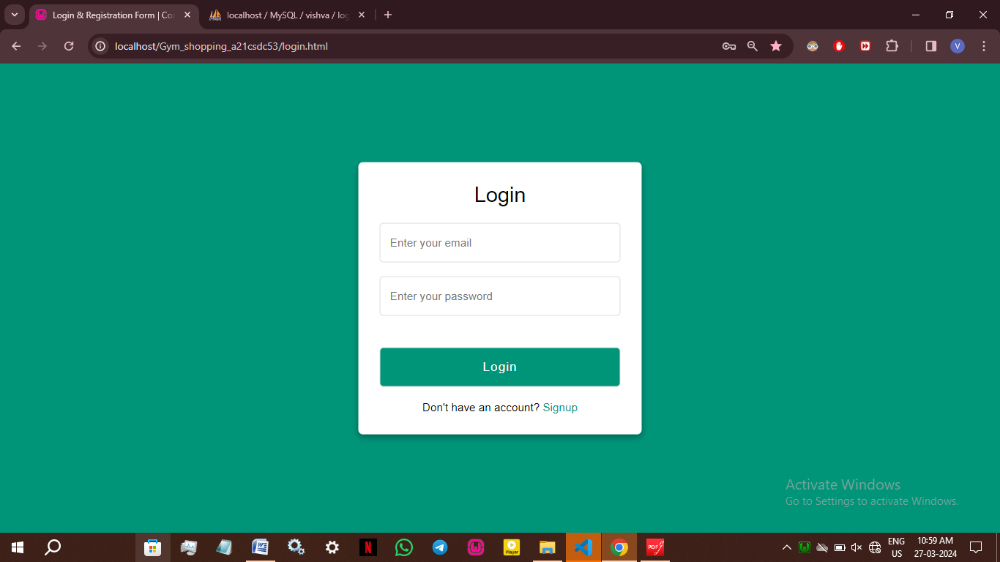 Login & Registration Form | Co
localhost / MySQL / vishva / log
localhost/Gym_shopping_a21csdc53/login.html
V
Login
Enter your email
Enter your password
Login
Don't have an account? Signup
Activate Windows
Go to Settings to activate Windows.
N
Player
PDF
ENG
US
10:59 AM
27-03-2024